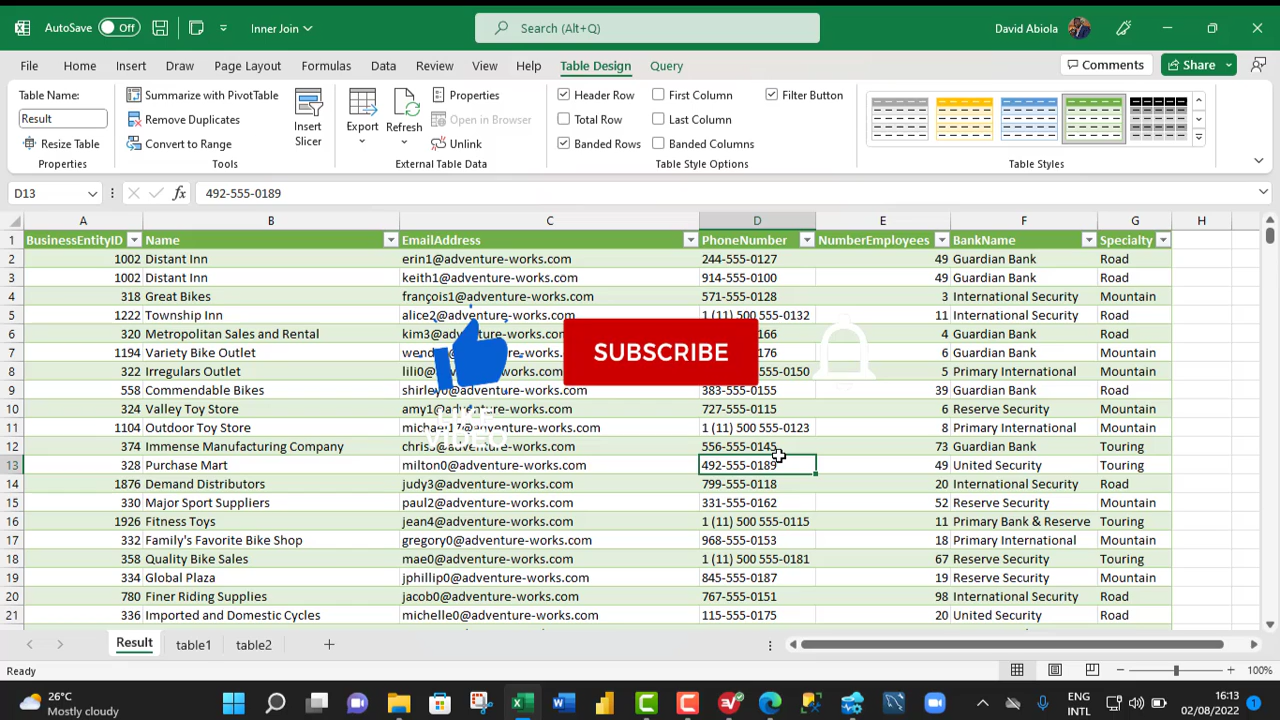 AutoSave Off Inner Join Search (Alt+Q) David Abiola
File Home Insert Draw Page Layout Formulas Data Review View Help Table Design Query Comments Share
Table Name:
Result
Resize Table
Properties
Summarize with PivotTable
Remove Duplicates
Convert to Range
Insert
Slicer
Tools
Export
Refresh
Properties
Open in Browser
Unlink
External Table Data
Header Row First Column Filter Button
Total Row Last Column
Banded Rows Banded Columns
Table Style Options
Table Styles
D13 fx 492-555-0189
A B C D E F G H
1 BusinessEntityID Name EmailAddress PhoneNumber NumberEmployees BankName Specialty
2 1002 Distant Inn erin1@adventure-works.com 244-555-0127 49 Guardian Bank Road
3 1002 Distant Inn keith1@adventure-works.com 914-555-0100 49 Guardian Bank Road
4 318 Great Bikes françois1@adventure-works.com 571-555-0128 3 International Security Mountain
5 1222 Township Inn alice2@adventure-works.com 1 (11) 500 555-0132 11 International Security Road
6 320 Metropolitan Sales and Rental kim3@adventure-works.com 4 Guardian Bank Road
7 1194 Variety Bike Outlet 6 Guardian Bank Mountain
8 322 Irregulars Outlet 5 Primary International Mountain
SUBSCRIBE
9 558 Commendable Bikes 383-555-0155 39 Guardian Bank Road
10 324 Valley Toy Store amy1@adventure-works.com 727-555-0115 6 Reserve Security Mountain
11 1104 Outdoor Toy Store michael17@adventure-works.com 1 (11) 500 555-0123 8 Primary International Mountain
LIKE
VIDEO
12 374 Immense Manufacturing Company 556-555-0145 73 Guardian Bank Touring
13 328 Purchase Mart milton0@adventure-works.com 492-555-0189 49 United Security Touring
14 1876 Demand Distributors judy3@adventure-works.com 799-555-0118 20 International Security Road
15 330 Major Sport Suppliers paul2@adventure-works.com 331-555-0162 52 Reserve Security Mountain
16 1926 Fitness Toys jean4@adventure-works.com 1 (11) 500 555-0115 11 Primary Bank & Reserve Touring
17 332 Family's Favorite Bike Shop gregory0@adventure-works.com 968-555-0153 18 Primary International Mountain
18 358 Quality Bike Sales mae0@adventure-works.com 1 (11) 500 555-0181 67 Reserve Security Touring
19 334 Global Plaza jphillip0@adventure-works.com 845-555-0187 19 Reserve Security Mountain
20 780 Finer Riding Supplies jacob0@adventure-works.com 767-555-0151 98 International Security Road
21 336 Imported and Domestic Cycles michelle0@adventure-works.com 115-555-0175 20 United Security Road
Result table1 table2
Ready 100%
26°C
Mostly cloudy
ENG
INTL
16:13
02/08/2022